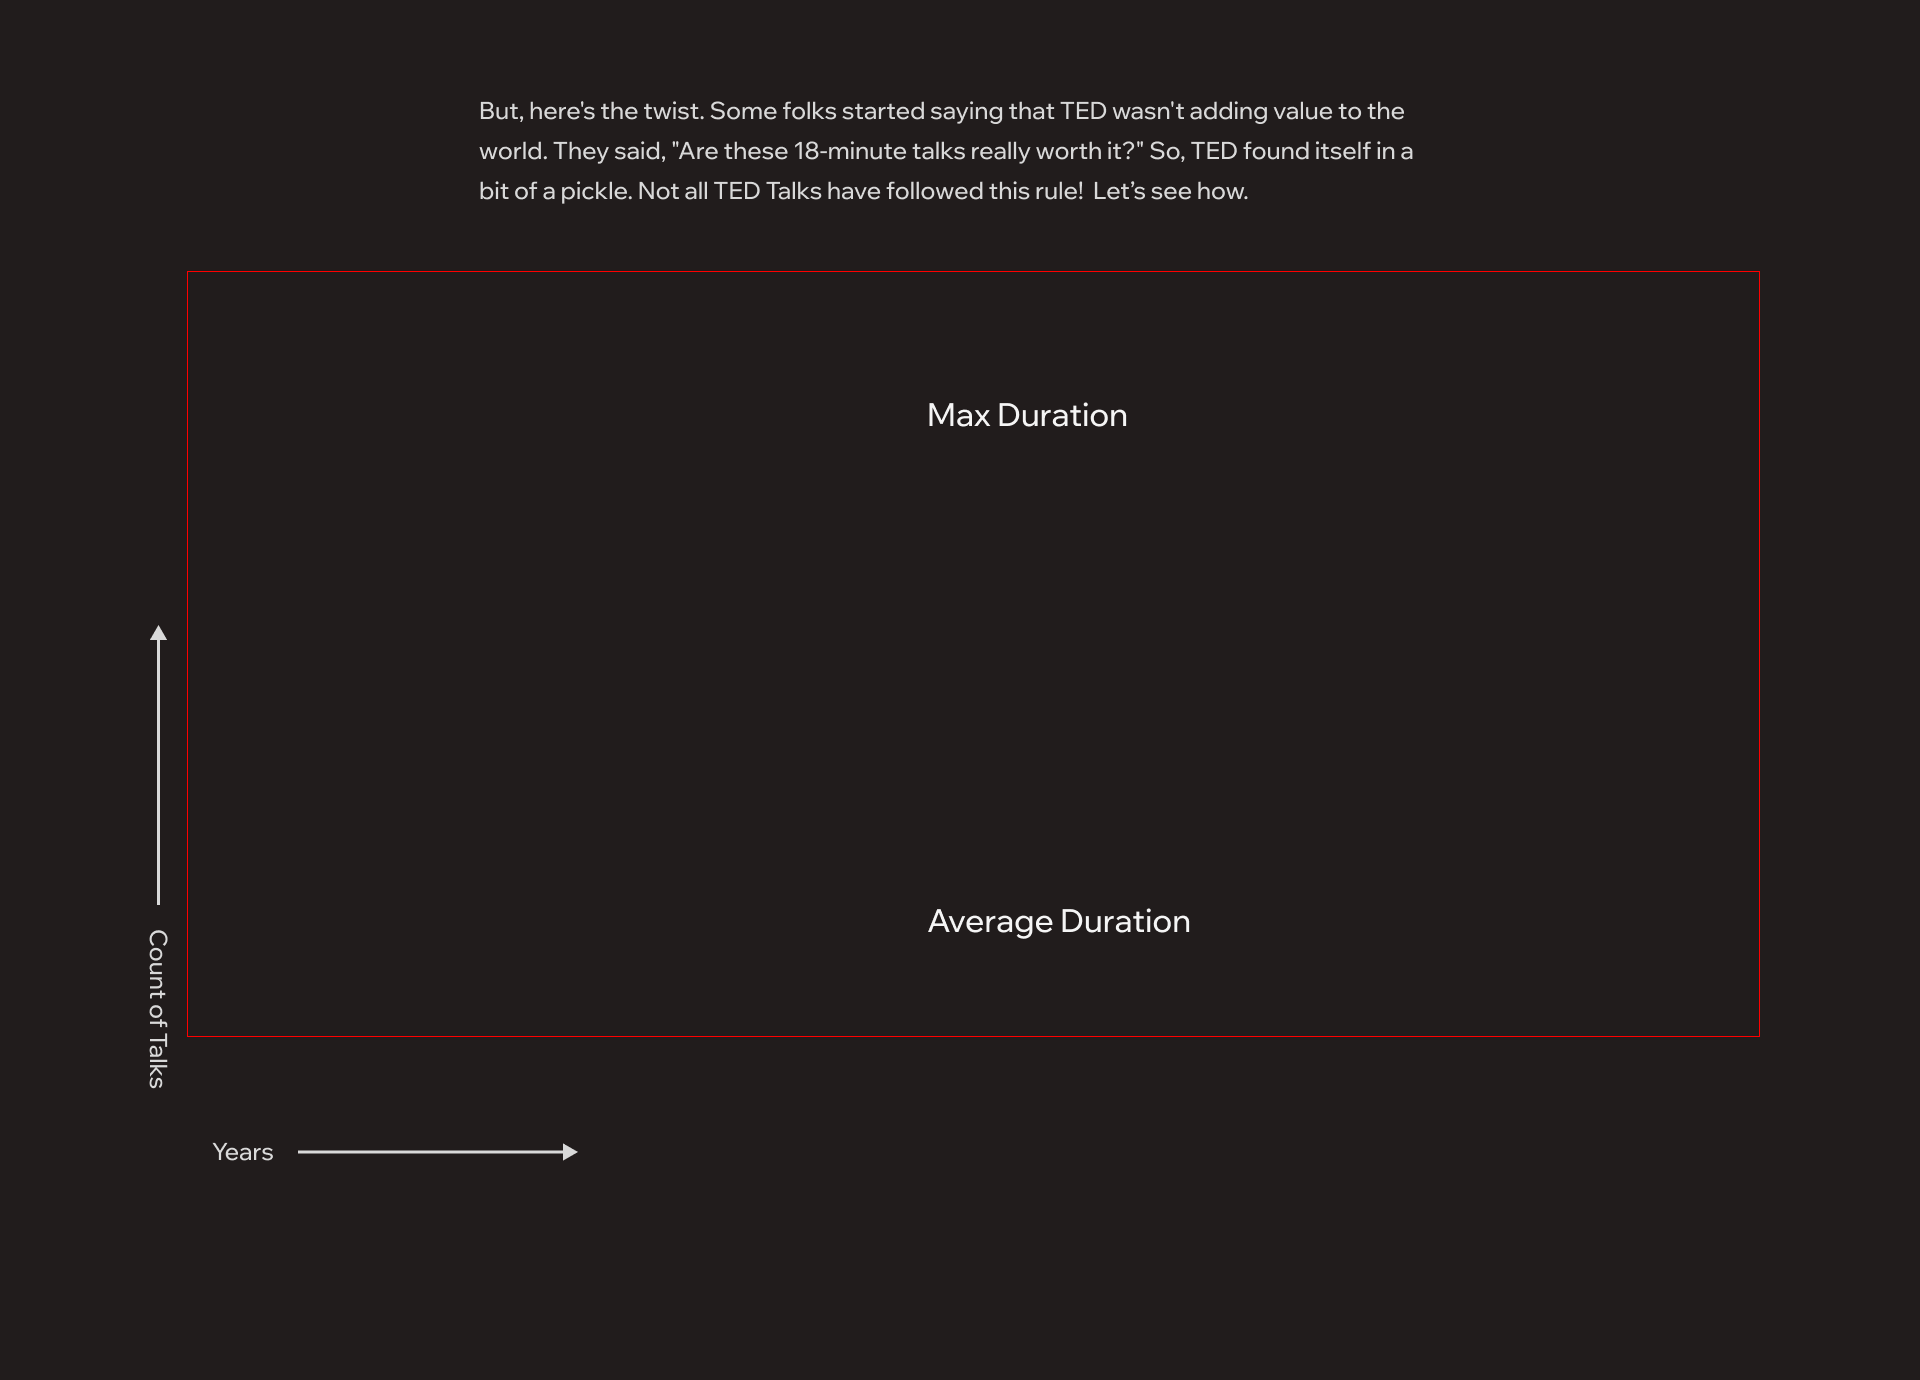 But, here's the twist. Some folks started saying that TED wasn't adding value to the
world. They said, "Are these 18-minute talks really worth it?" So, TED found itself in a
bit of a pickle. Not all TED Talks have followed this rule!  Let’s see how.
Max Duration
Average Duration
Count of Talks
Years